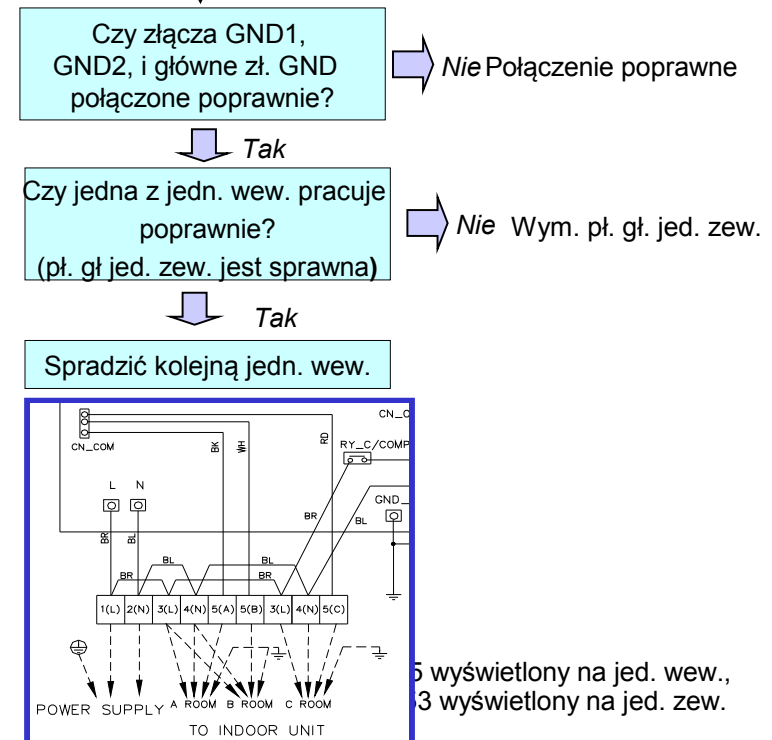 Czy złącza GND1,
GND2, i główne zł. GND
połączone poprawnie?
Nie Połączenie poprawne
Tak
Czy jedna z jedn. wew. pracuje
poprawnie?
(pł. gł jed. zew. jest sprawna)
Nie Wym. pł. gł. jed. zew.
Tak
Spradzić kolejną jedn. wew.
CN_COM
BK
WH
RD
RY_C/COMP
L N
GND_
BR
BL
BR
BL
BL
BL
BR
BR
1(L) 2(N) 3(L) 4(N) 5(A) 5(B) 3(L) 4(N) 5(C)
5 wyświetlony na jed. wew.,
53 wyświetlony na jed. zew.
POWER SUPPLY A ROOM B ROOM C ROOM
TO INDOOR UNIT